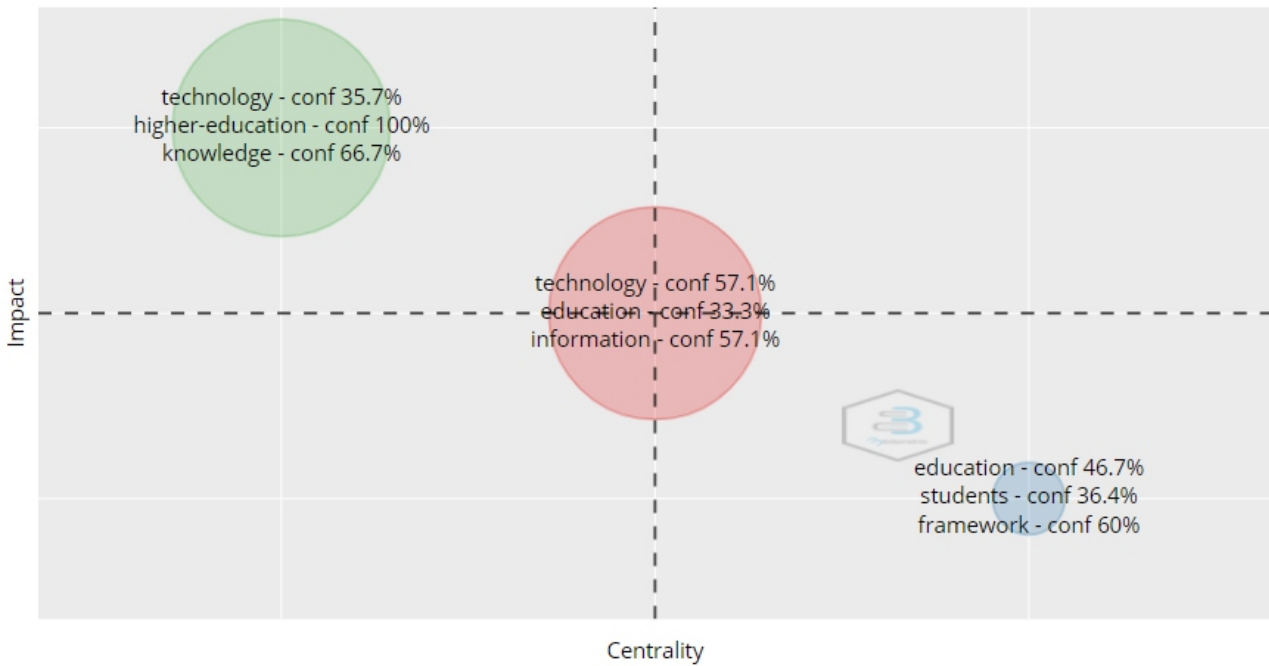 technology - conf 35.7%
higher-education - conf 100%
knowledge - conf 66.7%
technology - conf 57.1%
education - conf 33.3%
information - conf 57.1%
education - conf 46.7%
students - conf 36.4%
framework - conf 60%
Impact
Centrality